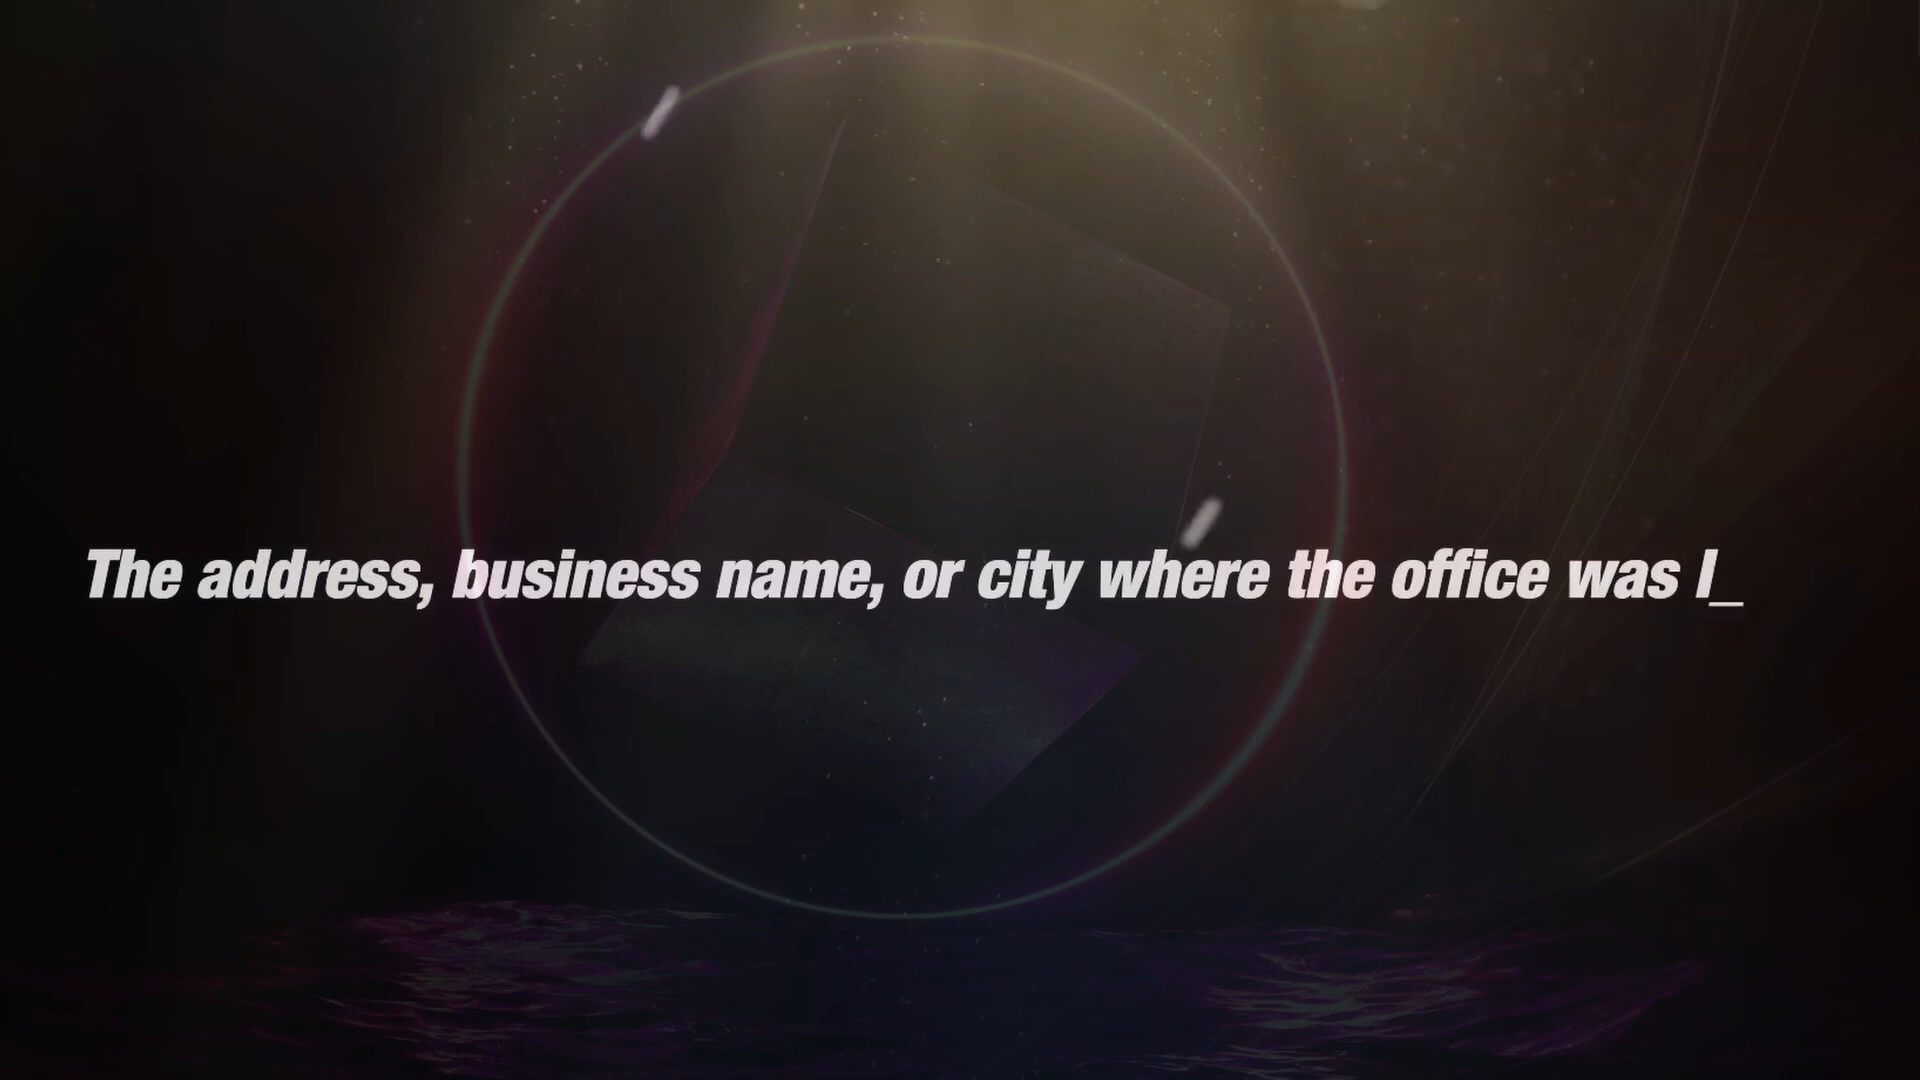 The address, business name, or city where the office was l_